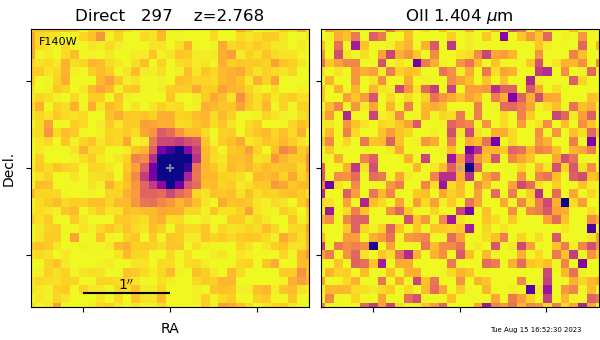 Direct 297 z=2.768
OII 1.404 μm
F140W
Decl.
1′′
RA
Tue Aug 15 16:52:30 2023